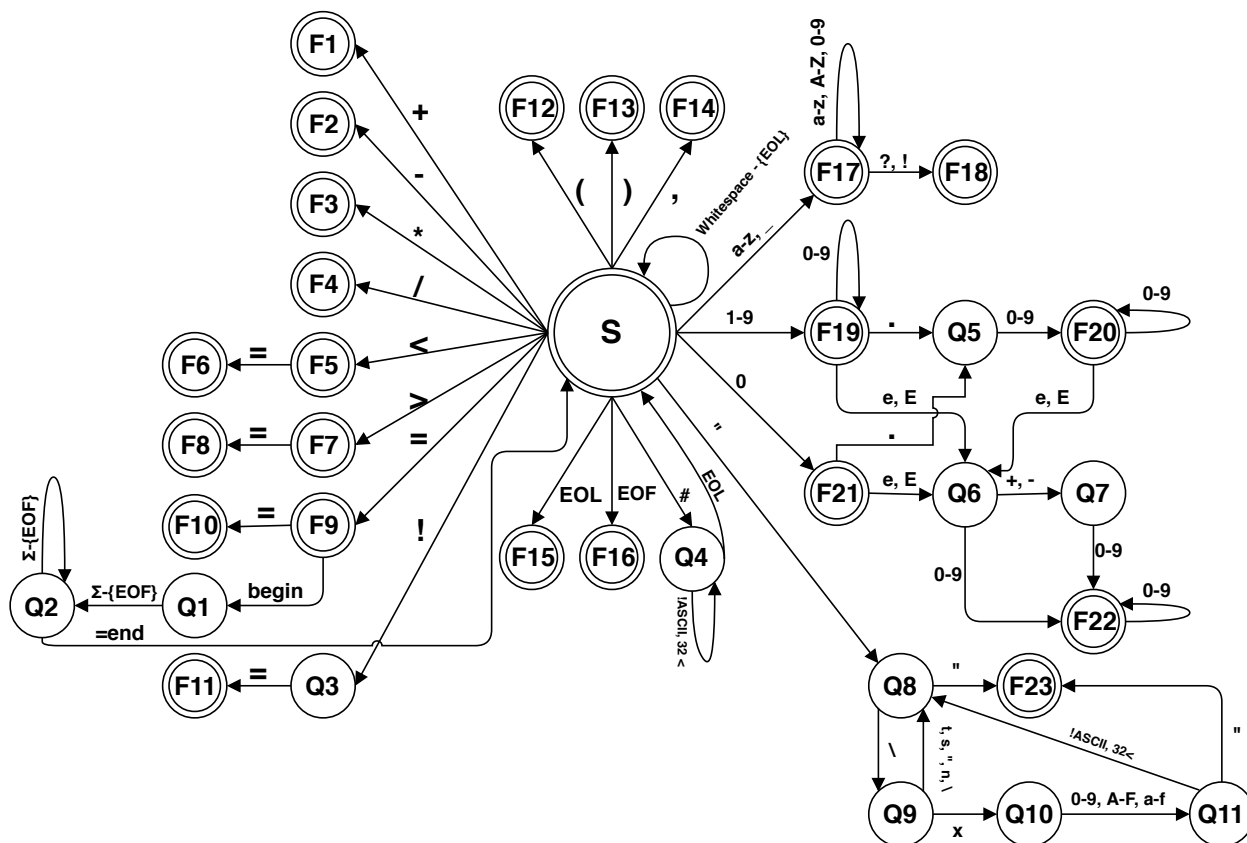 F1
F2
F3
F4
F6
=
F5
F8
=
F7
F10
=
F9
Q2
Σ-{EOF}
Q1
begin
Σ-{EOF}
=end
F11
=
Q3
+
-
*
/
<
>
=
!
F12
F13
F14
(
)
,
Whitespace - {EOL}
S
EOL
EOF
#
EOL
F15
F16
Q4
!ASCII, 32 <
a-z, _
a-z, A-Z, 0-9
F17
?, !
F18
1-9
0-9
F19
.
Q5
0-9
F20
0-9
e, E
e, E
0
.
F21
e, E
Q6
+, -
Q7
0-9
0-9
F22
0-9
"
Q8
"
F23
\
t, s, ", n, \
!ASCII, 32<
"
Q9
x
Q10
0-9, A-F, a-f
Q11